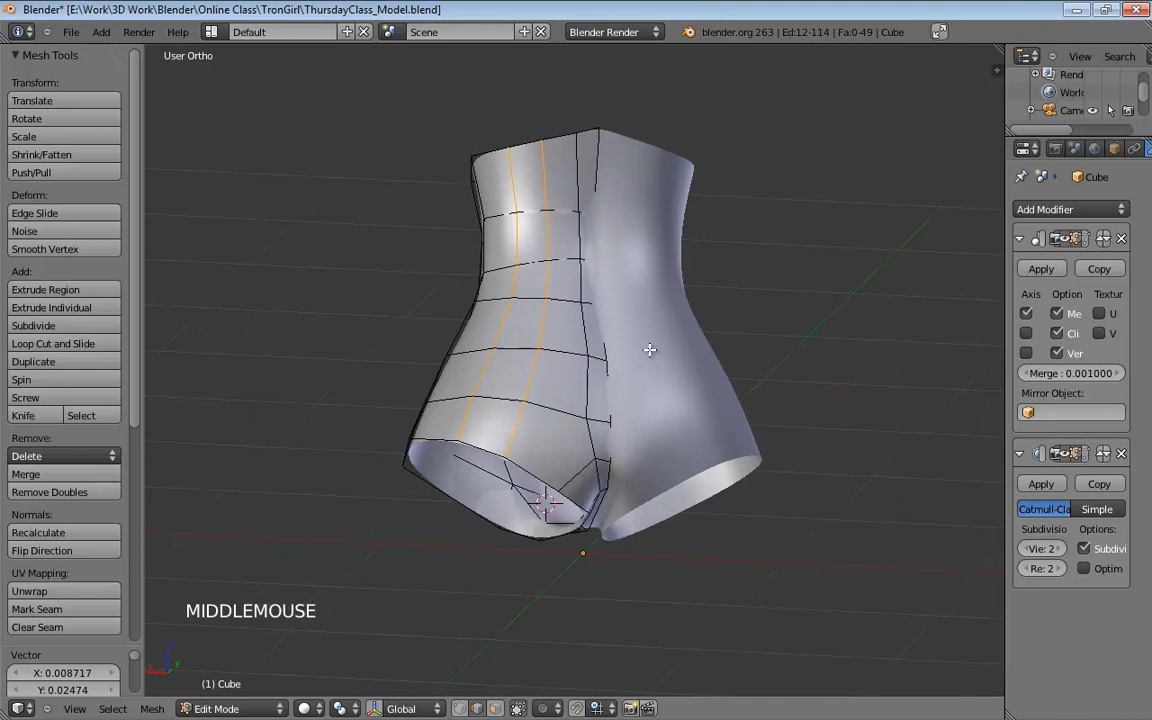 Blender* [E:\Work\3D Work\Blender\Online Class\TronGirl\ThursdayClass_Model.blend]
File Add Render Window Help Default Scene Blender Render blender.org 263 | Ed:12-114 | Fa:0-49 | Cube
Mesh Tools
Transform:
Translate
Rotate
Scale
Shrink/Fatten
Push/Pull
Deform:
Edge Slide
Noise
Smooth Vertex
Add:
Extrude Region
Extrude Individual
Subdivide
Loop Cut and Slide
Duplicate
Spin
Screw
Knife Select
Remove:
Delete
Merge
Remove Doubles
Normals:
Recalculate
Flip Direction
UV Mapping:
Unwrap
Mark Seam
Clear Seam
Vector
X: 0.008717
Y: 0.02474
User Ortho
MIDDLEMOUSE
(1) Cube
View Select Mesh Edit Mode Global
View Search
Rend
World
Came
Cube
Add Modifier
Apply Copy
Axis Option Textur
Me U
Cli V
Ver
Merge : 0.001000
Mirror Object:
Apply Copy
Catmull-Cla Simple
Subdivisio Options:
Vie: 2 Subdivi
Re: 2 Optim